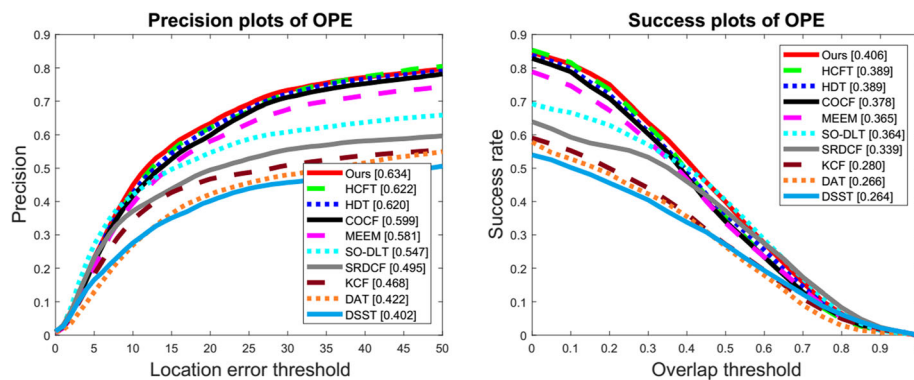 Precision plots of OPE
Precision
0.9
0.8
0.7
0.6
0.5
0.4
0.3
0.2
0.1
0
0 5 10 15 20 25 30 35 40 45 50
Location error threshold
Ours [0.634]
HCFT [0.622]
HDT [0.620]
COCF [0.599]
MEEM [0.581]
SO-DLT [0.547]
SRDCF [0.495]
KCF [0.468]
DAT [0.422]
DSST [0.402]
Success plots of OPE
Success rate
0.9
0.8
0.7
0.6
0.5
0.4
0.3
0.2
0.1
0
0 0.1 0.2 0.3 0.4 0.5 0.6 0.7 0.8 0.9
Overlap threshold
Ours [0.406]
HCFT [0.389]
HDT [0.389]
COCF [0.378]
MEEM [0.365]
SO-DLT [0.364]
SRDCF [0.339]
KCF [0.280]
DAT [0.266]
DSST [0.264]